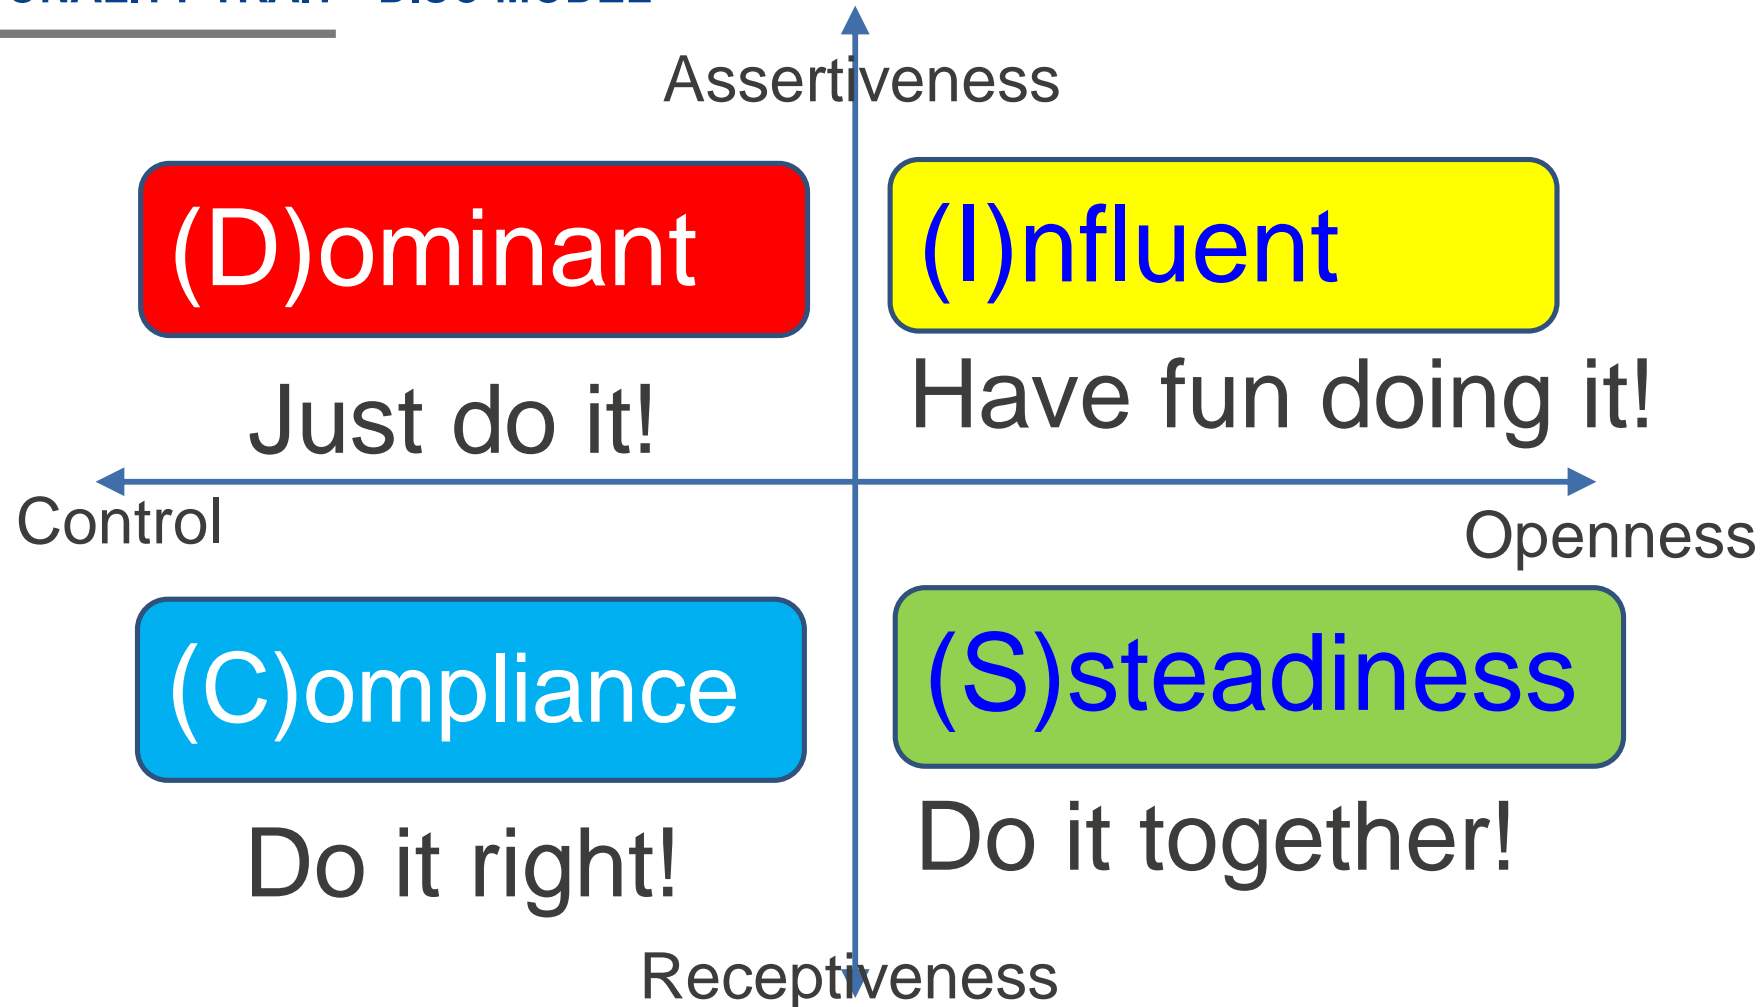 Assertiveness
(D)ominant
(I)nfluent
Just do it!
Have fun doing it!
Control
Openness
(C)ompliance
(S)steadiness
Do it right!
Do it together!
Receptiveness